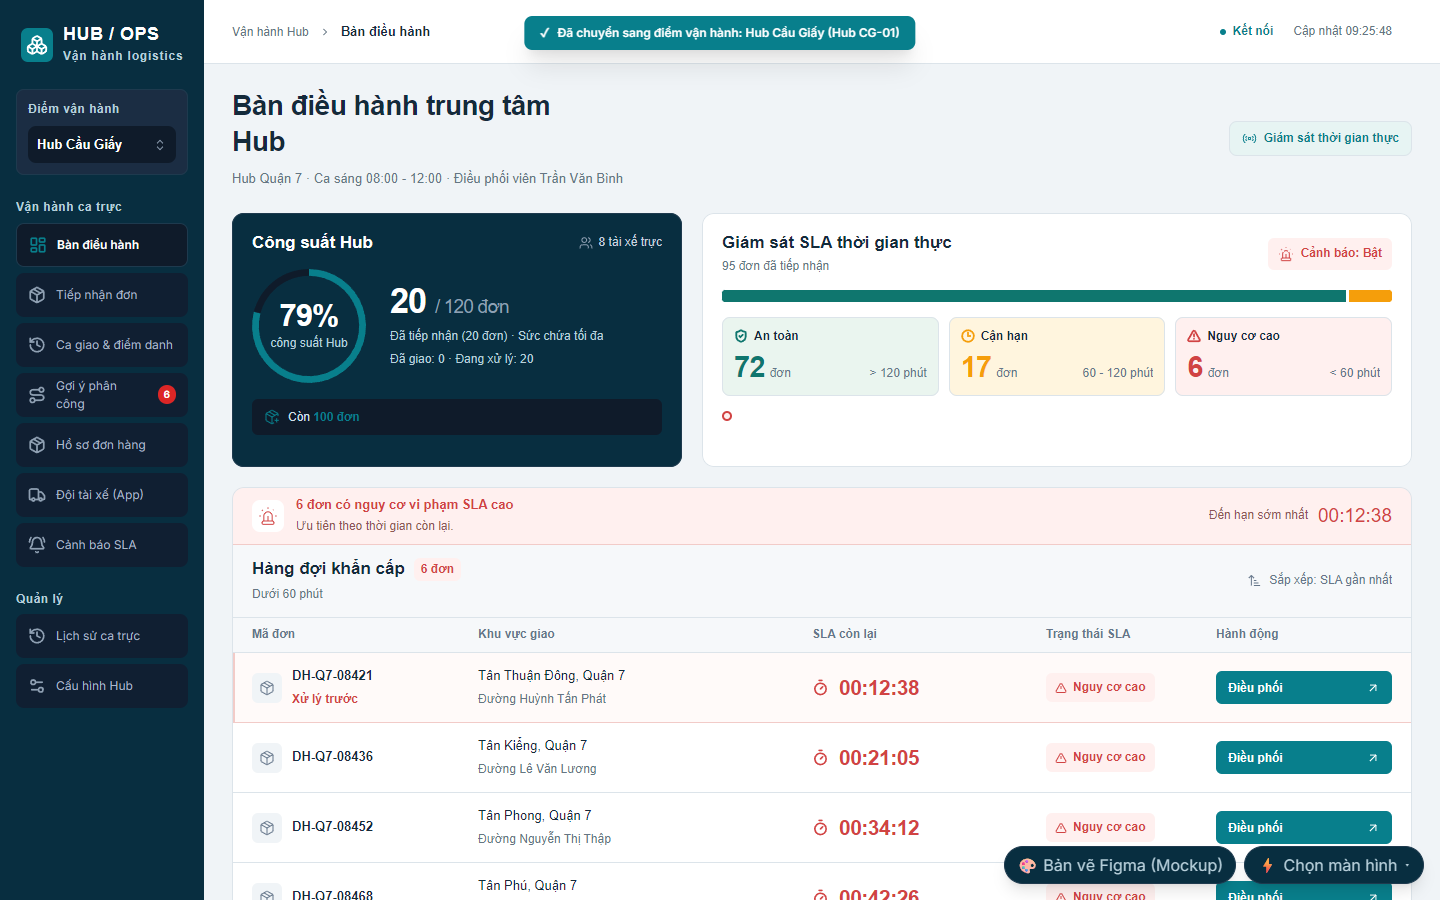 HUB / OPS
Vận hành logistics
Điểm vận hành
Hub Cầu Giấy
Vận hành ca trực
Bàn điều hành
Tiếp nhận đơn
Ca giao & điểm danh
Gợi ý phân
công
6
Hồ sơ đơn hàng
Đội tài xế (App)
Cảnh báo SLA
Quản lý
Lịch sử ca trực
Cấu hình Hub
Vận hành Hub > Bàn điều hành
✓ Đã chuyển sang điểm vận hành: Hub Cầu Giấy (Hub CG-01)
Kết nối
Cập nhật 09:25:48
Bàn điều hành trung tâm
Hub
Hub Quận 7 · Ca sáng 08:00 - 12:00 · Điều phối viên Trần Văn Bình
Giám sát thời gian thực
Công suất Hub
8 tài xế trực
79%
công suất Hub
20 / 120 đơn
Đã tiếp nhận (20 đơn) · Sức chứa tối đa
Đã giao: 0 · Đang xử lý: 20
Còn 100 đơn
Giám sát SLA thời gian thực
95 đơn đã tiếp nhận
Cảnh báo: Bật
An toàn
72 đơn
> 120 phút
Cận hạn
17 đơn
60 - 120 phút
Nguy cơ cao
6 đơn
< 60 phút
6 đơn có nguy cơ vi phạm SLA cao
Ưu tiên theo thời gian còn lại.
Đến hạn sớm nhất 00:12:38
Hàng đợi khẩn cấp 6 đơn
Dưới 60 phút
Sắp xếp: SLA gần nhất
Mã đơn
Khu vực giao
SLA còn lại
Trạng thái SLA
Hành động
DH-Q7-08421
Xử lý trước
Tân Thuận Đông, Quận 7
Đường Huỳnh Tấn Phát
00:12:38
Nguy cơ cao
Điều phối
DH-Q7-08436
Tân Kiểng, Quận 7
Đường Lê Văn Lương
00:21:05
Nguy cơ cao
Điều phối
DH-Q7-08452
Tân Phong, Quận 7
Đường Nguyễn Thị Thập
00:34:12
Nguy cơ cao
Điều phối
DH-Q7-08468
Tân Phú, Quận 7
00:42:26
Nguy cơ cao
Điều phối
Bản vẽ Figma (Mockup)
Chọn màn hình